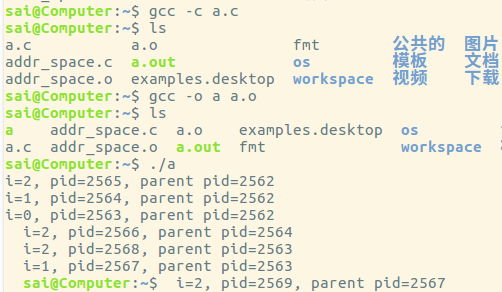 sai@Computer:~$ gcc -c a.c
sai@Computer:~$ ls
a.c a.o fmt 公共的 图片
addr_space.c a.out os 模板 文档
addr_space.o examples.desktop workspace 视频 下载
sai@Computer:~$ gcc -o a a.o
sai@Computer:~$ ls
a addr_space.c a.o examples.desktop os
a.c addr_space.o a.out fmt workspace
sai@Computer:~$ ./a
i=2, pid=2565, parent pid=2562
i=1, pid=2564, parent pid=2562
i=0, pid=2563, parent pid=2562
i=2, pid=2566, parent pid=2564
i=2, pid=2568, parent pid=2563
i=1, pid=2567, parent pid=2563
sai@Computer:~$ i=2, pid=2569, parent pid=2567